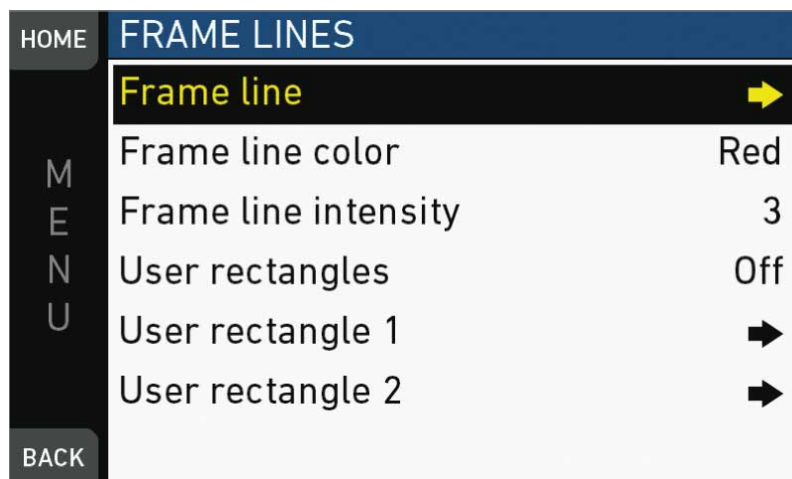 HOME FRAME LINES
Frame line
Frame line color Red
Frame line intensity 3
User rectangles Off
User rectangle 1
User rectangle 2
MENU
BACK